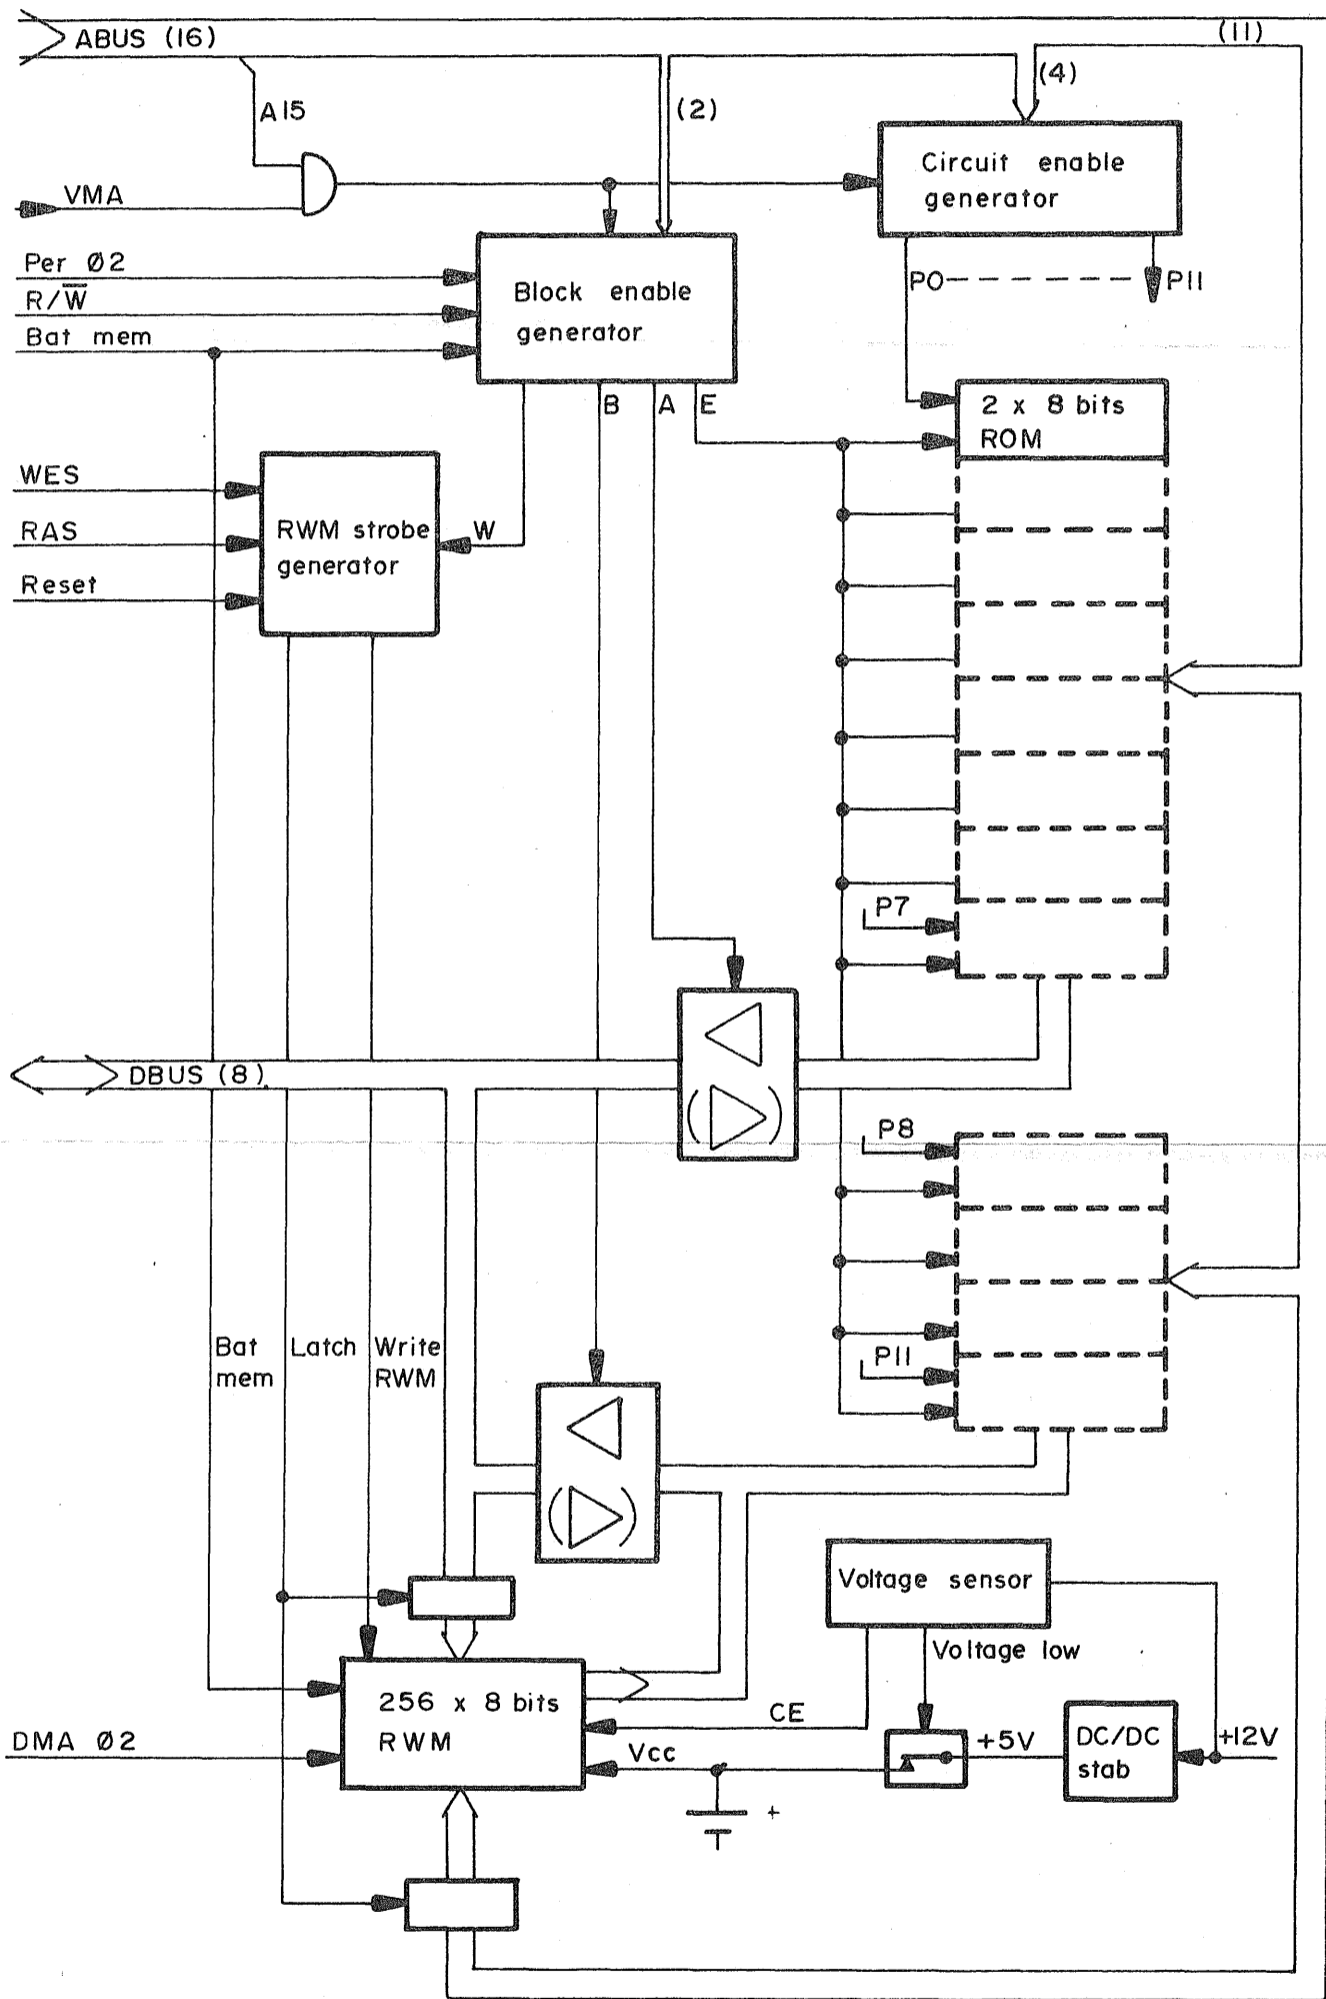 ABUS (16)
(11)
(4)
A15
(2)
Circuit enable
generator
VMA
Per Ø2
R/W̅
Bat mem
Block enable
generator
P0
P11
B
A
E
2 x 8 bits
ROM
WES
RAS
Reset
RWM strobe
generator
W
P7
DBUS (8)
P8
P11
Bat
mem
Latch
Write
RWM
Voltage sensor
Voltage low
256 x 8 bits
RWM
CE
DMA Ø2
Vcc
+5V
DC/DC
stab
+12V
+